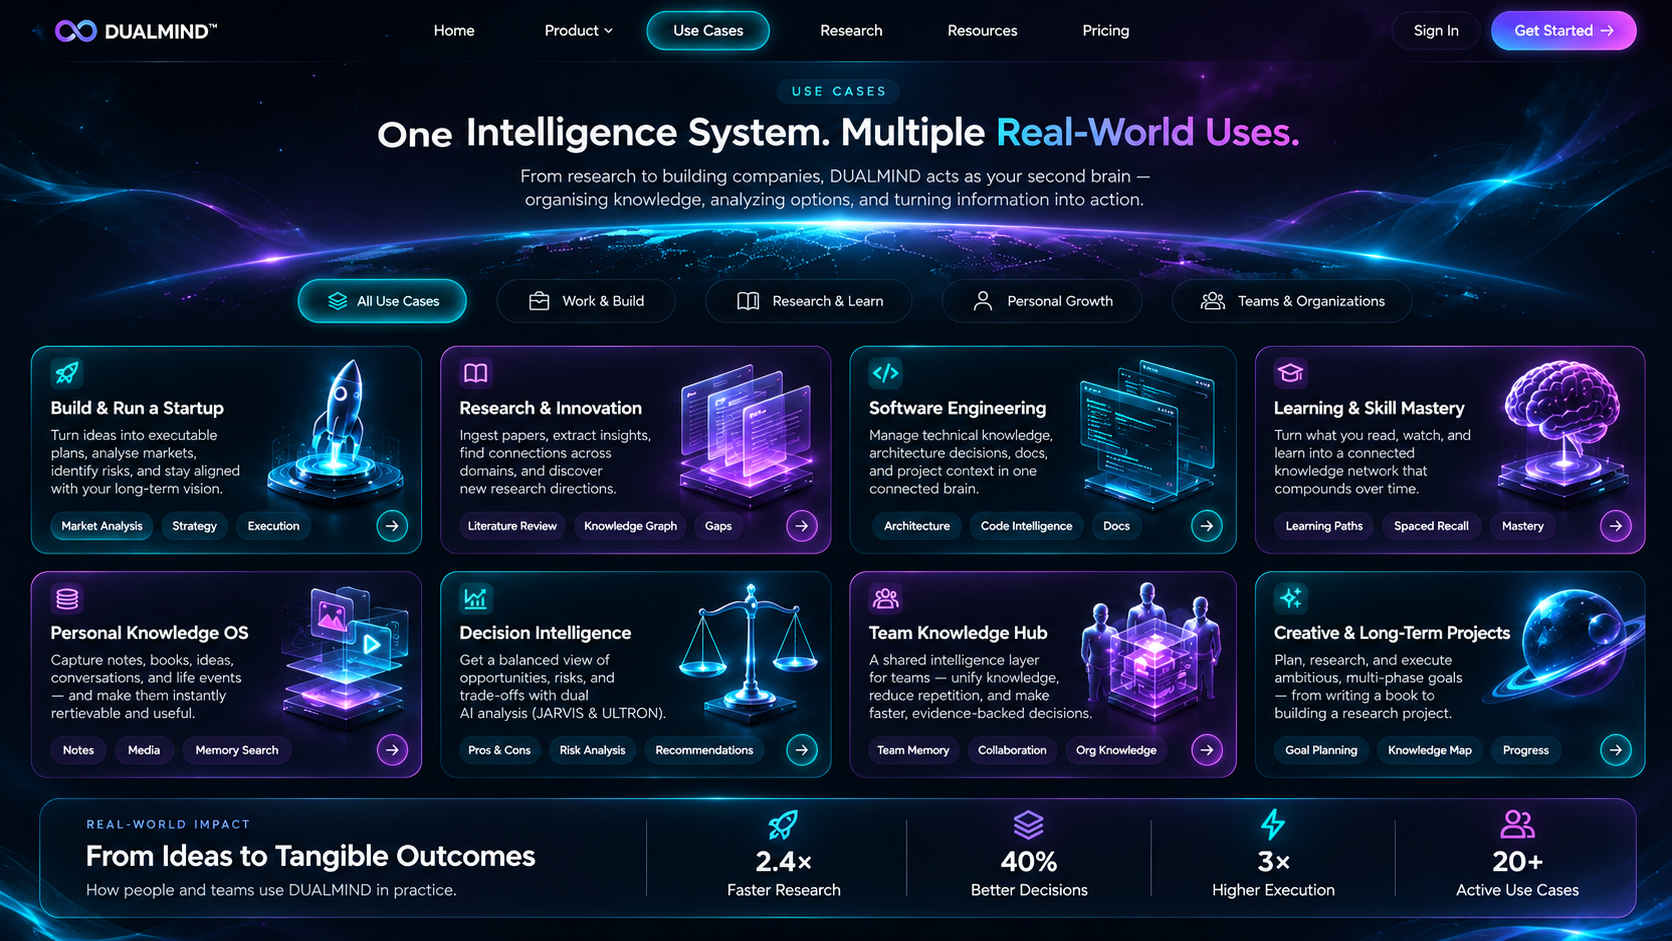 DUALMIND™
Home
Product
Use Cases
Research
Resources
Pricing
Sign In
Get Started →
USE CASES
One Intelligence System. Multiple Real-World Uses.
From research to building companies, DUALMIND acts as your second brain —
organising knowledge, analyzing options, and turning information into action.
All Use Cases
Work & Build
Research & Learn
Personal Growth
Teams & Organizations
Build & Run a Startup
Turn ideas into executable
plans, analyse markets,
identify risks, and stay aligned
with your long-term vision.
Market Analysis
Strategy
Execution
Research & Innovation
Ingest papers, extract insights,
find connections across
domains, and discover
new research directions.
Literature Review
Knowledge Graph
Gaps
Software Engineering
Manage technical knowledge,
architecture decisions, docs,
and project context in one
connected brain.
Architecture
Code Intelligence
Docs
Learning & Skill Mastery
Turn what you read, watch, and
learn into a connected
knowledge network that
compounds over time.
Learning Paths
Spaced Recall
Mastery
Personal Knowledge OS
Capture notes, books, ideas,
conversations, and life events
— and make them instantly
rertievable and useful.
Notes
Media
Memory Search
Decision Intelligence
Get a balanced view of
opportunities, risks, and
trade-offs with dual
AI analysis (JARVIS & ULTRON).
Pros & Cons
Risk Analysis
Recommendations
Team Knowledge Hub
A shared intelligence layer
for teams — unify knowledge,
reduce repetition, and make
faster, evidence-backed decisions.
Team Memory
Collaboration
Org Knowledge
Creative & Long-Term Projects
Plan, research, and execute
ambitious, multi-phase goals
— from writing a book to
building a research project.
Goal Planning
Knowledge Map
Progress
REAL-WORLD IMPACT
From Ideas to Tangible Outcomes
How people and teams use DUALMIND in practice.
2.4×
Faster Research
40%
Better Decisions
3×
Higher Execution
20+
Active Use Cases